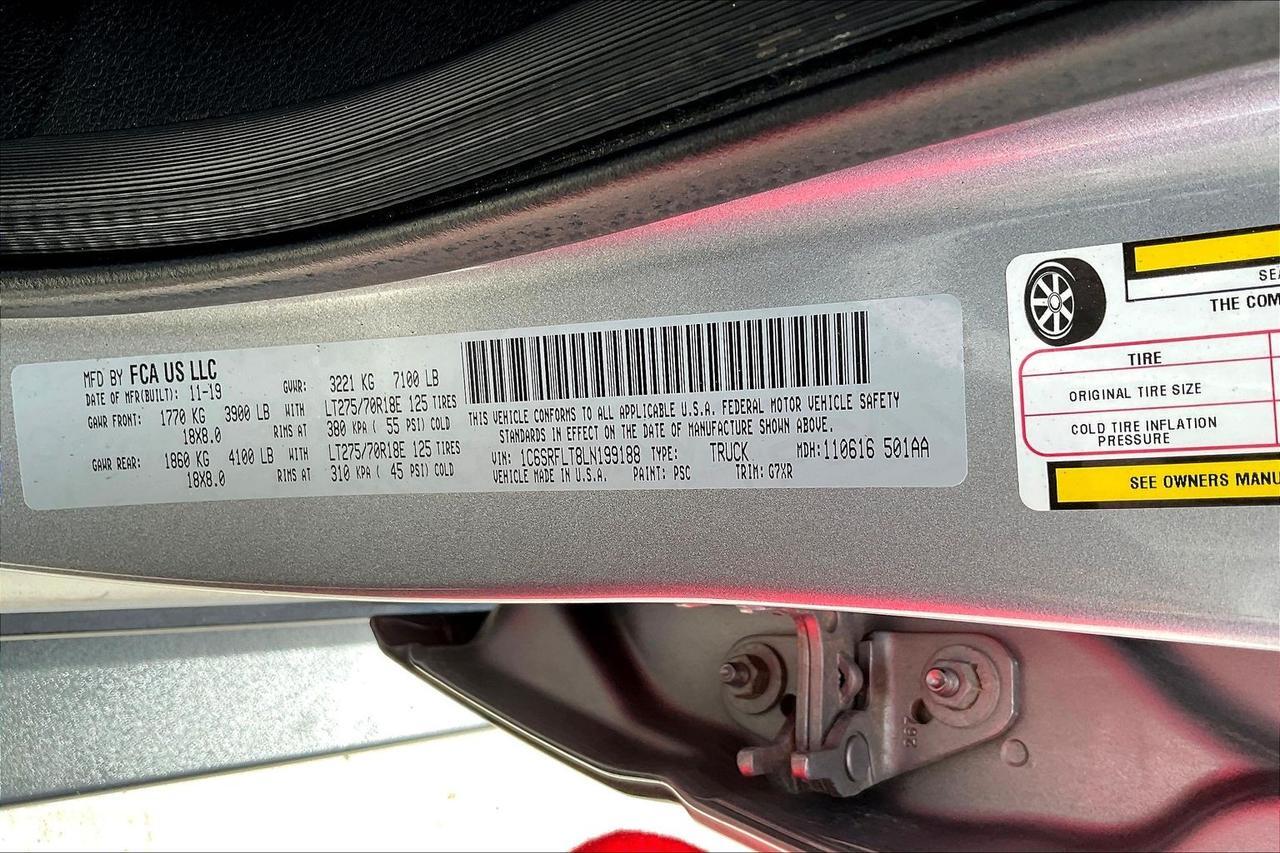 MFD BY FCA US LLC
DATE OF MFR(BUILT): 11-19
GVWR: 3221 KG 7100 LB
GAWR FRONT: 1770 KG 3900 LB WITH LT275/70R18E 125 TIRES
18X8.0 RIMS AT 380 KPA ( 55 PSI) COLD
GAWR REAR: 1860 KG 4100 LB WITH LT275/70R18E 125 TIRES
18X8.0 RIMS AT 310 KPA ( 45 PSI) COLD
THIS VEHICLE CONFORMS TO ALL APPLICABLE U.S.A. FEDERAL MOTOR VEHICLE SAFETY
STANDARDS IN EFFECT ON THE DATE OF MANUFACTURE SHOWN ABOVE.
VIN: 1C6SRFLT8LN199188 TYPE: TRUCK MDH:110616 501AA
VEHICLE MADE IN U.S.A. PAINT: PSC TRIM: G7XR
SEA
THE COM
TIRE
ORIGINAL TIRE SIZE
COLD TIRE INFLATION
PRESSURE
SEE OWNERS MANU
267